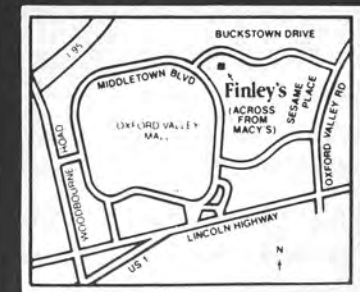 BUCKSTOWN DRIVE
I 95
MIDDLETOWN BLVD
Finley's
(ACROSS
FROM
MACY'S)
SESAME
PLACE
OXFORD VALLEY RD
OXFORD VALLEY
WOODBOURNE
ROAD
LINCOLN HIGHWAY
US 1
N